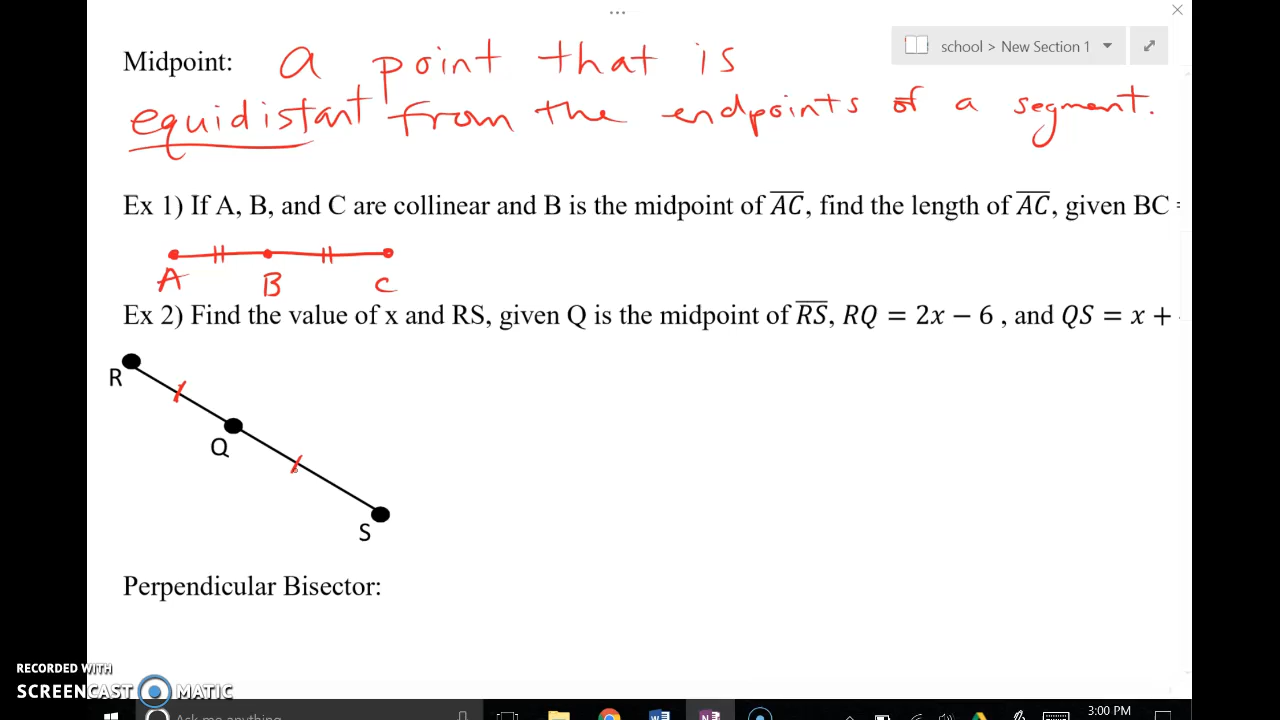 ...
school > New Section 1
Midpoint: a point that is
equidistant from the endpoints of a segment.
Ex 1) If A, B, and C are collinear and B is the midpoint of A͞C͞, find the length of A͞C͞, given BC =
A B C
Ex 2) Find the value of x and RS, given Q is the midpoint of R͞S͞, RQ = 2x − 6 , and QS = x +
R
Q
S
Perpendicular Bisector:
RECORDED WITH
SCREENCAST MATIC
Ask me anything
3:00 PM